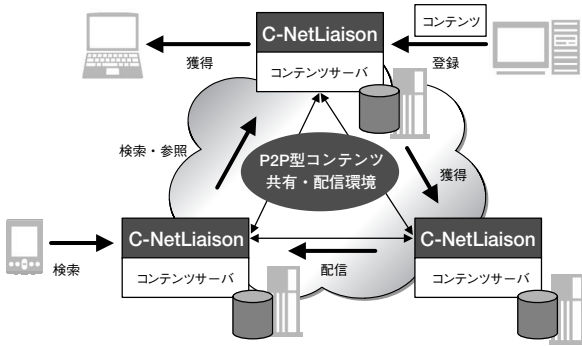 コンテンツ
C-NetLiaison
獲得
登録
コンテンツサーバ
検索・参照
P2P型コンテンツ
共有・配信環境
獲得
C-NetLiaison
C-NetLiaison
検索
コンテンツサーバ
配信
コンテンツサーバ